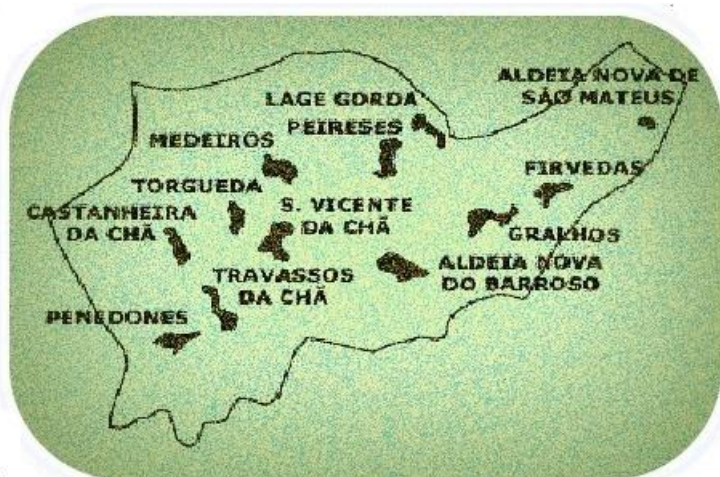 ALDEIA NOVA DE
SÃO MATEUS
LAGE GORDA
PEIRESES
MEDEIROS
FIRVEDAS
TORGUEDA
S. VICENTE
DA CHÃ
CASTANHEIRA
DA CHÃ
GRALHOS
ALDEIA NOVA
DO BARROSO
TRAVASSOS
DA CHÃ
PENEDONES